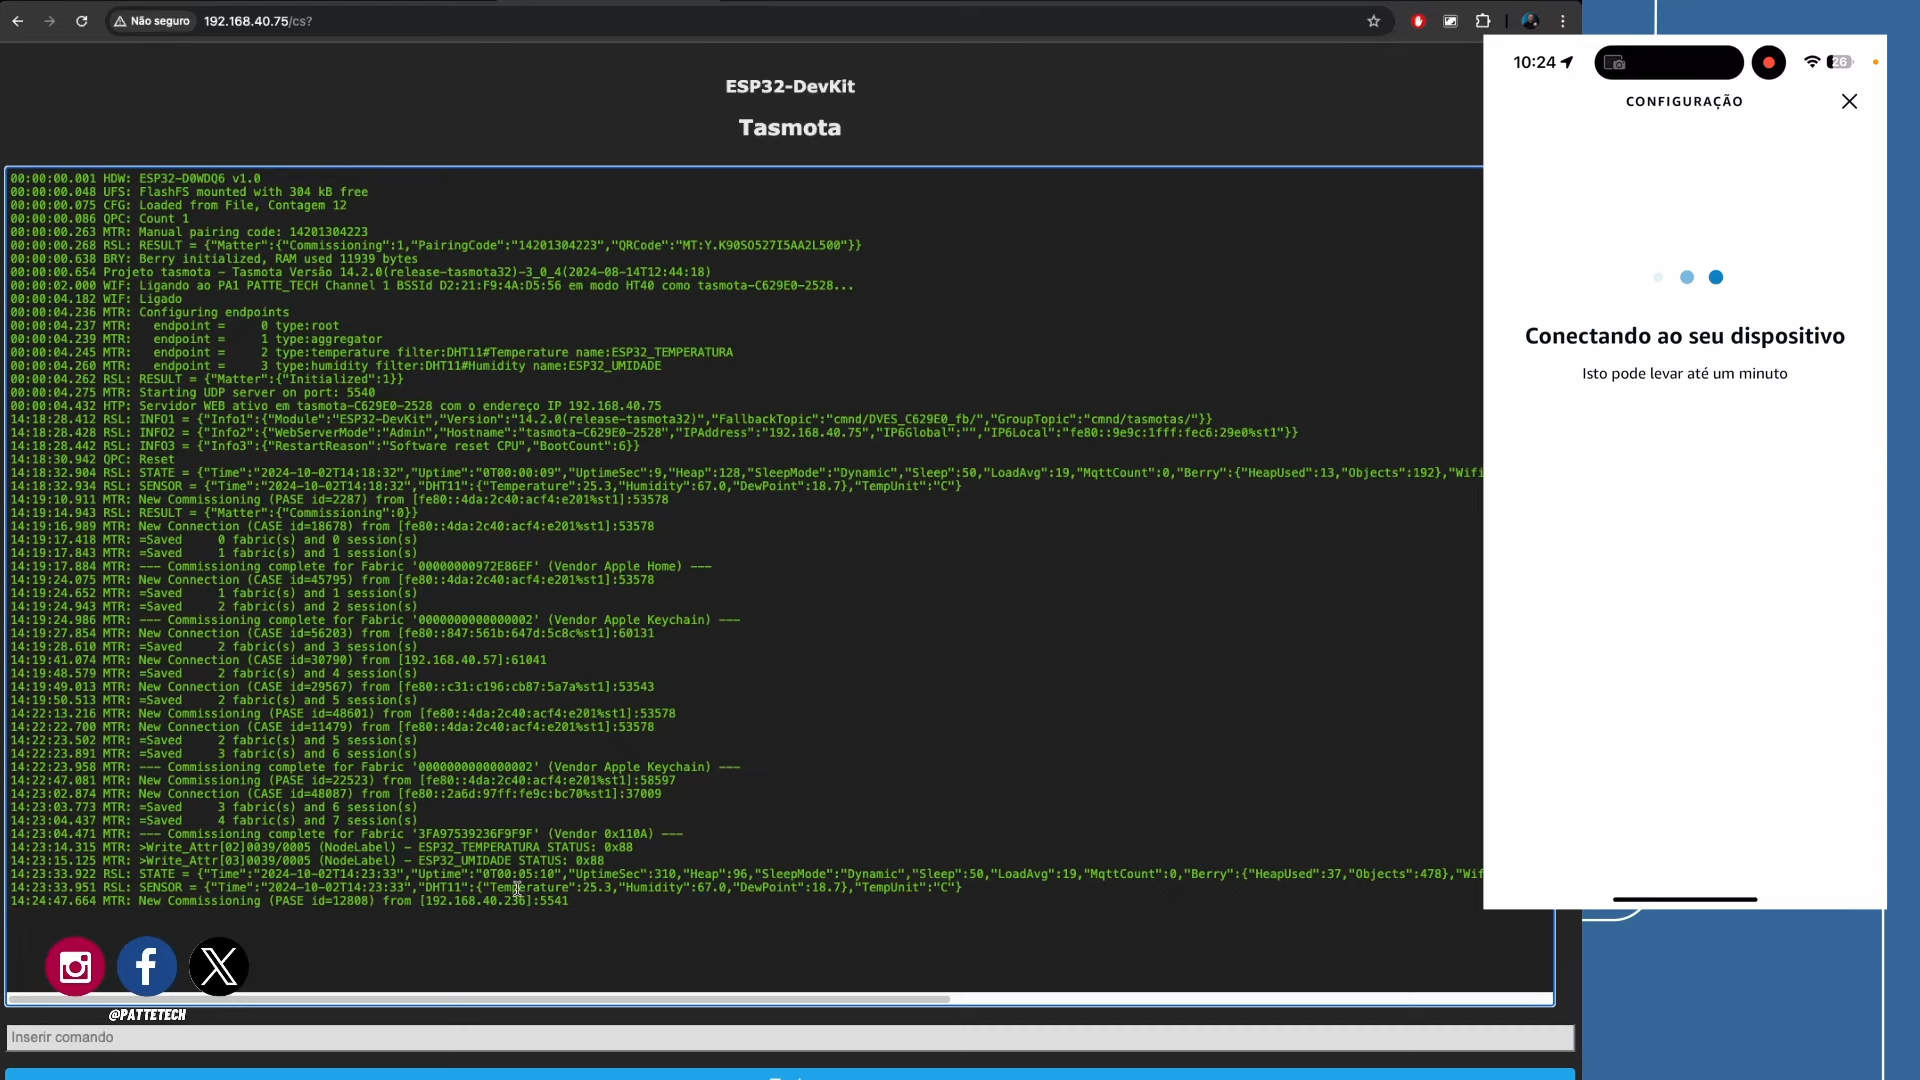 Não seguro
192.168.40.75/cs?
ESP32-DevKit
Tasmota
00:00:00.001 HDW: ESP32-D0WDQ6 v1.0
00:00:00.048 UFS: FlashFS mounted with 304 kB free
00:00:00.075 CFG: Loaded from File, Contagem 12
00:00:00.086 QPC: Count 1
00:00:00.263 MTR: Manual pairing code: 14201304223
00:00:00.268 RSL: RESULT = {"Matter":{"Commissioning":1,"PairingCode":"14201304223","QRCode":"MT:Y.K90SO527I5AA2L500"}}
00:00:00.638 BRY: Berry initialized, RAM used 11939 bytes
00:00:00.654 Projeto tasmota - Tasmota Versão 14.2.0(release-tasmota32)-3_0_4(2024-08-14T12:44:18)
00:00:02.000 WIF: Ligando ao PA1 PATTE_TECH Channel 1 BSSId D2:21:F9:4A:D5:56 em modo HT40 como tasmota-C629E0-2528...
00:00:04.182 WIF: Ligado
00:00:04.236 MTR: Configuring endpoints
00:00:04.237 MTR:   endpoint =     0 type:root
00:00:04.239 MTR:   endpoint =     1 type:aggregator
00:00:04.245 MTR:   endpoint =     2 type:temperature filter:DHT11#Temperature name:ESP32_TEMPERATURA
00:00:04.260 MTR:   endpoint =     3 type:humidity filter:DHT11#Humidity name:ESP32_UMIDADE
00:00:04.262 RSL: RESULT = {"Matter":{"Initialized":1}}
00:00:04.275 MTR: Starting UDP server on port: 5540
00:00:04.432 HTP: Servidor WEB ativo em tasmota-C629E0-2528 com o endereço IP 192.168.40.75
14:18:28.412 RSL: INFO1 = {"Info1":{"Module":"ESP32-DevKit","Version":"14.2.0(release-tasmota32)","FallbackTopic":"cmnd/DVES_C629E0_fb/","GroupTopic":"cmnd/tasmotas/"}}
14:18:28.428 RSL: INFO2 = {"Info2":{"WebServerMode":"Admin","Hostname":"tasmota-C629E0-2528","IPAddress":"192.168.40.75","IP6Global":"","IP6Local":"fe80::9e9c:1fff:fec6:29e0%st1"}}
14:18:28.442 RSL: INFO3 = {"Info3":{"RestartReason":"Software reset CPU","BootCount":6}}
14:18:30.942 QPC: Reset
14:18:32.904 RSL: STATE = {"Time":"2024-10-02T14:18:32","Uptime":"0T00:00:09","UptimeSec":9,"Heap":128,"SleepMode":"Dynamic","Sleep":50,"LoadAvg":19,"MqttCount":0,"Berry":{"HeapUsed":13,"Objects":192},"Wifi
14:18:32.934 RSL: SENSOR = {"Time":"2024-10-02T14:18:32","DHT11":{"Temperature":25.3,"Humidity":67.0,"DewPoint":18.7},"TempUnit":"C"}
14:19:10.911 MTR: New Commissioning (PASE id=2287) from [fe80::4da:2c40:acf4:e201%st1]:53578
14:19:14.943 RSL: RESULT = {"Matter":{"Commissioning":0}}
14:19:16.989 MTR: New Connection (CASE id=18678) from [fe80::4da:2c40:acf4:e201%st1]:53578
14:19:17.418 MTR: =Saved     0 fabric(s) and 0 session(s)
14:19:17.843 MTR: =Saved     1 fabric(s) and 1 session(s)
14:19:17.884 MTR: --- Commissioning complete for Fabric '00000000972E86EF' (Vendor Apple Home) ---
14:19:24.075 MTR: New Connection (CASE id=45795) from [fe80::4da:2c40:acf4:e201%st1]:53578
14:19:24.652 MTR: =Saved     1 fabric(s) and 1 session(s)
14:19:24.943 MTR: =Saved     2 fabric(s) and 2 session(s)
14:19:24.986 MTR: --- Commissioning complete for Fabric '0000000000000002' (Vendor Apple Keychain) ---
14:19:27.854 MTR: New Connection (CASE id=56203) from [fe80::847:561b:647d:5c8c%st1]:60131
14:19:28.610 MTR: =Saved     2 fabric(s) and 3 session(s)
14:19:41.074 MTR: New Connection (CASE id=30790) from [192.168.40.57]:61041
14:19:48.579 MTR: =Saved     2 fabric(s) and 4 session(s)
14:19:49.013 MTR: New Connection (CASE id=29567) from [fe80::c31:c196:cb87:5a7a%st1]:53543
14:19:50.513 MTR: =Saved     2 fabric(s) and 5 session(s)
14:22:13.216 MTR: New Commissioning (PASE id=48601) from [fe80::4da:2c40:acf4:e201%st1]:53578
14:22:22.700 MTR: New Connection (CASE id=11479) from [fe80::4da:2c40:acf4:e201%st1]:53578
14:22:23.502 MTR: =Saved     2 fabric(s) and 5 session(s)
14:22:23.891 MTR: =Saved     3 fabric(s) and 6 session(s)
14:22:23.958 MTR: --- Commissioning complete for Fabric '0000000000000002' (Vendor Apple Keychain) ---
14:22:47.081 MTR: New Commissioning (PASE id=22523) from [fe80::4da:2c40:acf4:e201%st1]:58597
14:23:02.874 MTR: New Connection (CASE id=48087) from [fe80::2a6d:97ff:fe9c:bc70%st1]:37009
14:23:03.773 MTR: =Saved     3 fabric(s) and 6 session(s)
14:23:04.437 MTR: =Saved     4 fabric(s) and 7 session(s)
14:23:04.471 MTR: --- Commissioning complete for Fabric '3FA97539236F9F9F' (Vendor 0x110A) ---
14:23:14.315 MTR: >Write_Attr[02]0039/0005 (NodeLabel) - ESP32_TEMPERATURA STATUS: 0x88
14:23:15.125 MTR: >Write_Attr[03]0039/0005 (NodeLabel) - ESP32_UMIDADE STATUS: 0x88
14:23:33.922 RSL: STATE = {"Time":"2024-10-02T14:23:33","Uptime":"0T00:05:10","UptimeSec":310,"Heap":96,"SleepMode":"Dynamic","Sleep":50,"LoadAvg":19,"MqttCount":0,"Berry":{"HeapUsed":37,"Objects":478},"Wif
14:23:33.951 RSL: SENSOR = {"Time":"2024-10-02T14:23:33","DHT11":{"Temperature":25.3,"Humidity":67.0,"DewPoint":18.7},"TempUnit":"C"}
14:24:47.664 MTR: New Commissioning (PASE id=12808) from [192.168.40.236]:5541
@PATTETECH
Inserir comando
10:24
26
CONFIGURAÇÃO
Conectando ao seu dispositivo
Isto pode levar até um minuto